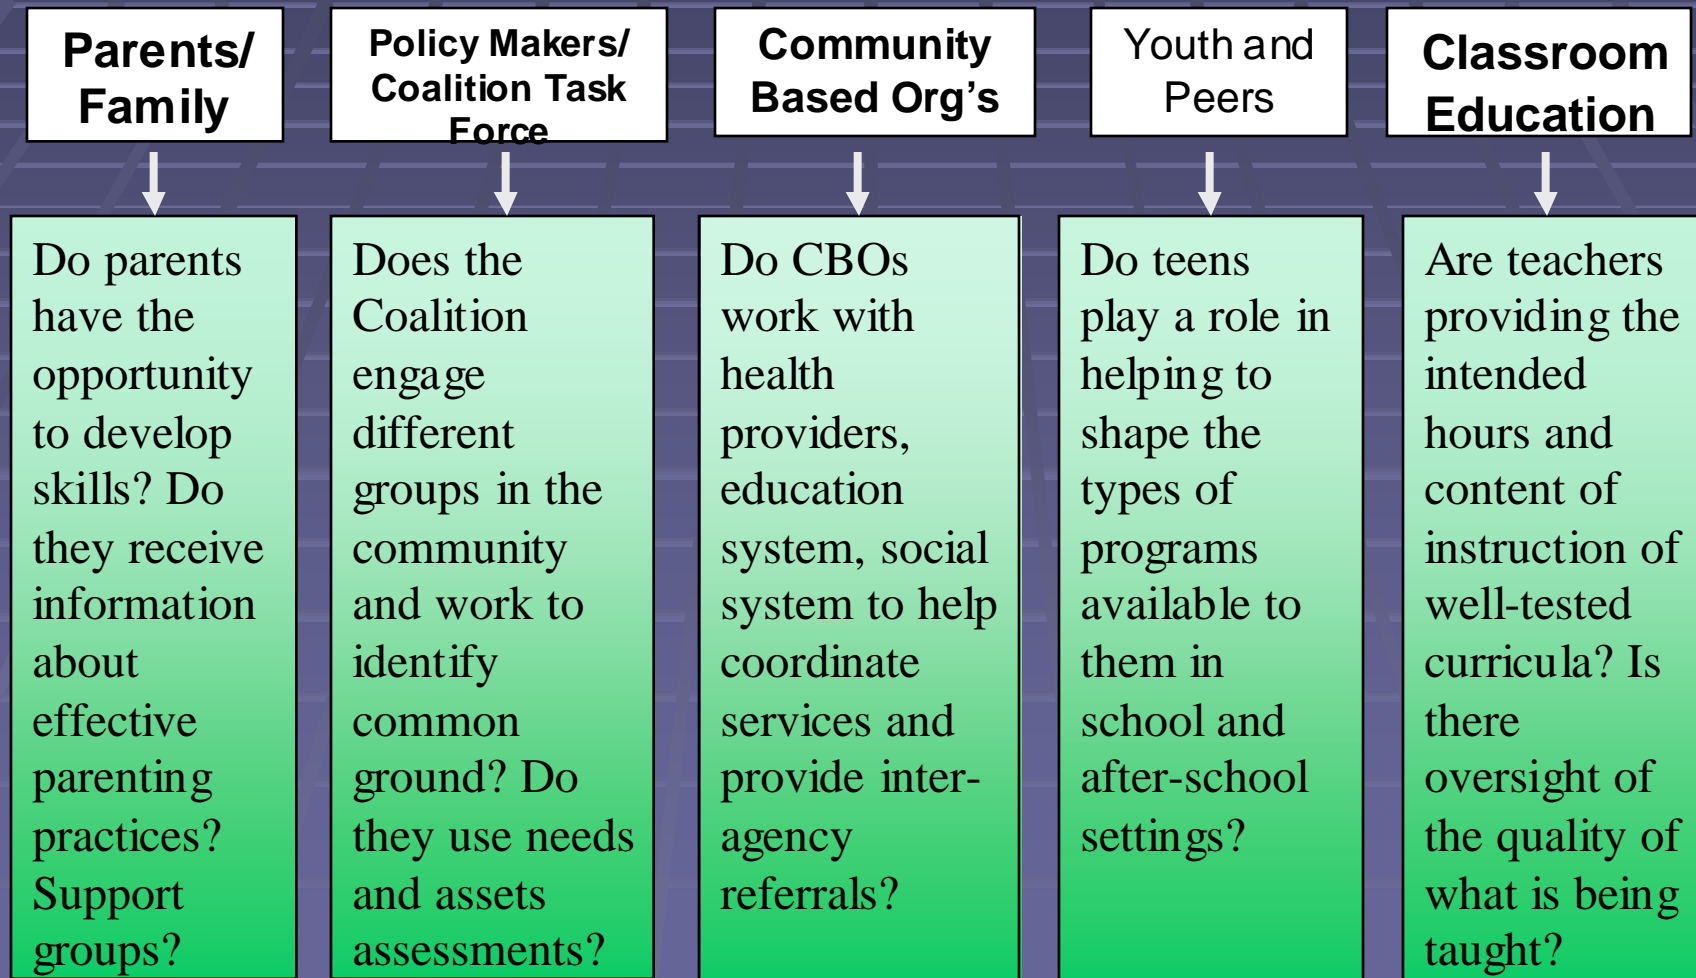 Parents/
Family
Policy Makers/
Coalition Task
Force
Community
Based Org's
Youth and
Peers
Classroom
Education
Do parents
have the
opportunity
to develop
skills? Do
they receive
information
about
effective
parenting
practices?
Support
groups?
Does the
Coalition
engage
different
groups in the
community
and work to
identify
common
ground? Do
they use needs
and assets
assessments?
Do CBOs
work with
health
providers,
education
system, social
system to help
coordinate
services and
provide inter-
agency
referrals?
Do teens
play a role in
helping to
shape the
types of
programs
available to
them in
school and
after-school
settings?
Are teachers
providing the
intended
hours and
content of
instruction of
well-tested
curricula? Is
there
oversight of
the quality of
what is being
taught?